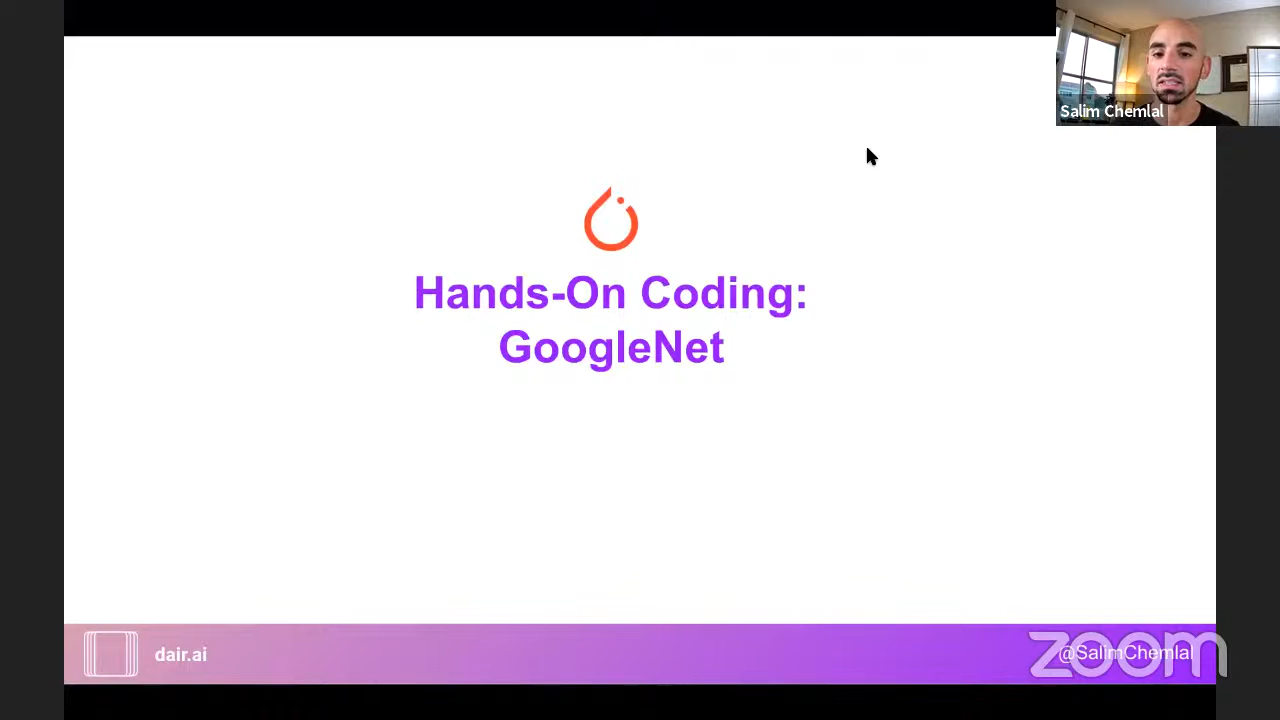 Salim Chemlal
Hands-On Coding:
GoogleNet
dair.ai
@SalimChemlal
zoom